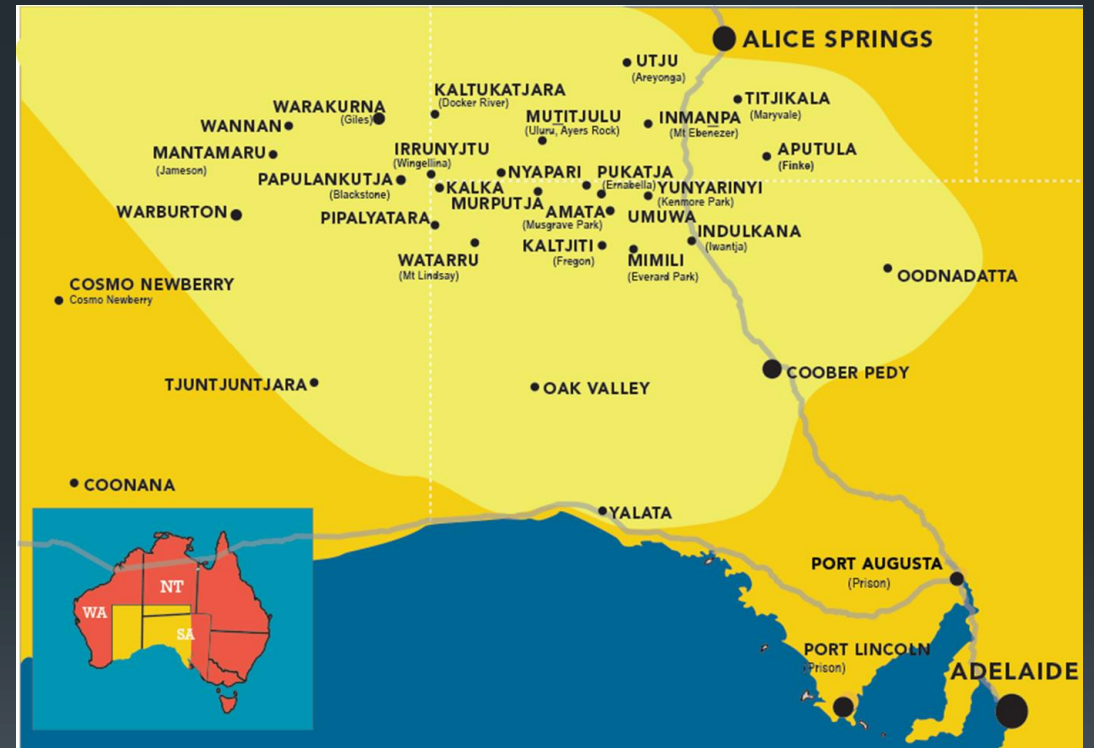 ALICE SPRINGS
UTJU
(Areyonga)
KALTUKATJARA
(Docker River)
WARAKURNA
(Giles)
TITJIKALA
(Maryvale)
MUṮITJULU
(Uluru, Ayers Rock)
INMAṈPA
(Mt Ebenezer)
WANNAN
IRRUNYJTU
(Wingellina)
APUTULA
(Finke)
MANTAMARU
(Jameson)
NYAPARI
PUKATJA
(Ernabella)
PAPULANKUTJA
(Blackstone)
KALKA
YUNYARINYI
(Kenmore Park)
MURPUTJA
WARBURTON
PIPALYATARA
AMATA
(Musgrave Park)
UMUWA
INDULKANA
(Iwantja)
KALTJITI
(Fregon)
WATARRU
(Mt Lindsay)
MIMILI
(Everard Park)
OODNADATTA
COSMO NEWBERRY
Cosmo Newberry
COOBER PEDY
TJUNTJUNTJARA
OAK VALLEY
COONANA
YALATA
PORT AUGUSTA
(Prison)
NT
WA
SA
PORT LINCOLN
(Prison)
ADELAIDE